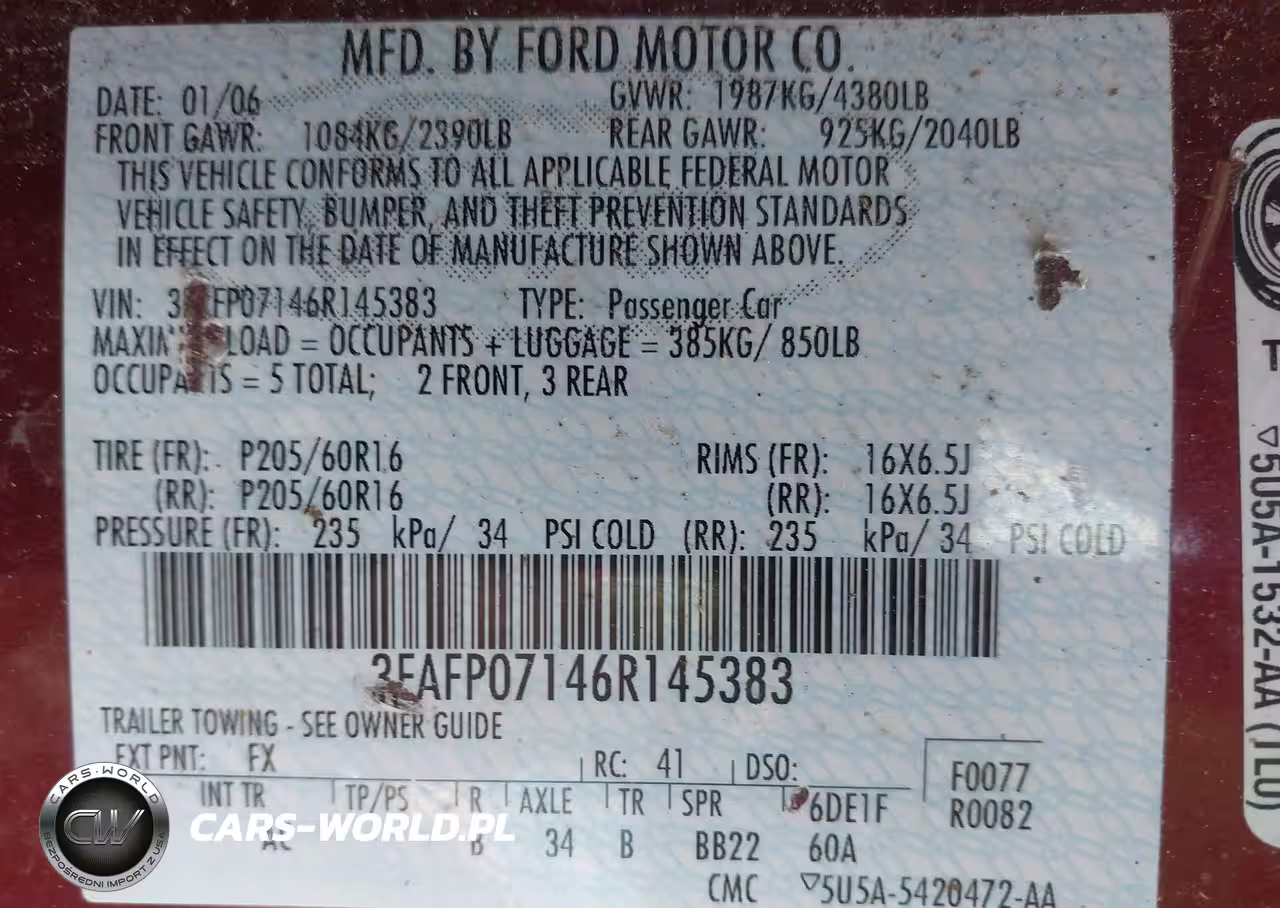 MFD. BY FORD MOTOR CO.
DATE: 01/06 GVWR: 1987KG/4380LB
FRONT GAWR: 1084KG/2390LB REAR GAWR: 925KG/2040LB
THIS VEHICLE CONFORMS TO ALL APPLICABLE FEDERAL MOTOR
VEHICLE SAFETY, BUMPER, AND THEFT PREVENTION STANDARDS
IN EFFECT ON THE DATE OF MANUFACTURE SHOWN ABOVE.
VIN: TYPE: Passenger Car
LOAD = OCCUPANTS + LUGGAGE = 385KG/ 850LB
= 5 TOTAL; 2 FRONT, 3 REAR
TIRE (FR): P205/60R16 RIMS (FR): 16X6.5J
(RR): P205/60R16 (RR): 16X6.5J
PRESSURE (FR): 235 kPa/ 34 PSI COLD (RR): 235 kPa/ 34 PSI COLD
3FAFP07146R145383
TRAILER TOWING - SEE OWNER GUIDE
EXT PNT: FX RC: 41 DSO:
F0077
INT TR TP/PS R AXLE TR SPR 6DE1F R0082
B 34 B BB22 60A
CMC ▽5U5A-5420472-AA
CARS-WORLD
CW
BEZPOŚREDNI IMPORT Z USA
CARS-WORLD.PL
▽5U5A-1532-AA (TL0)